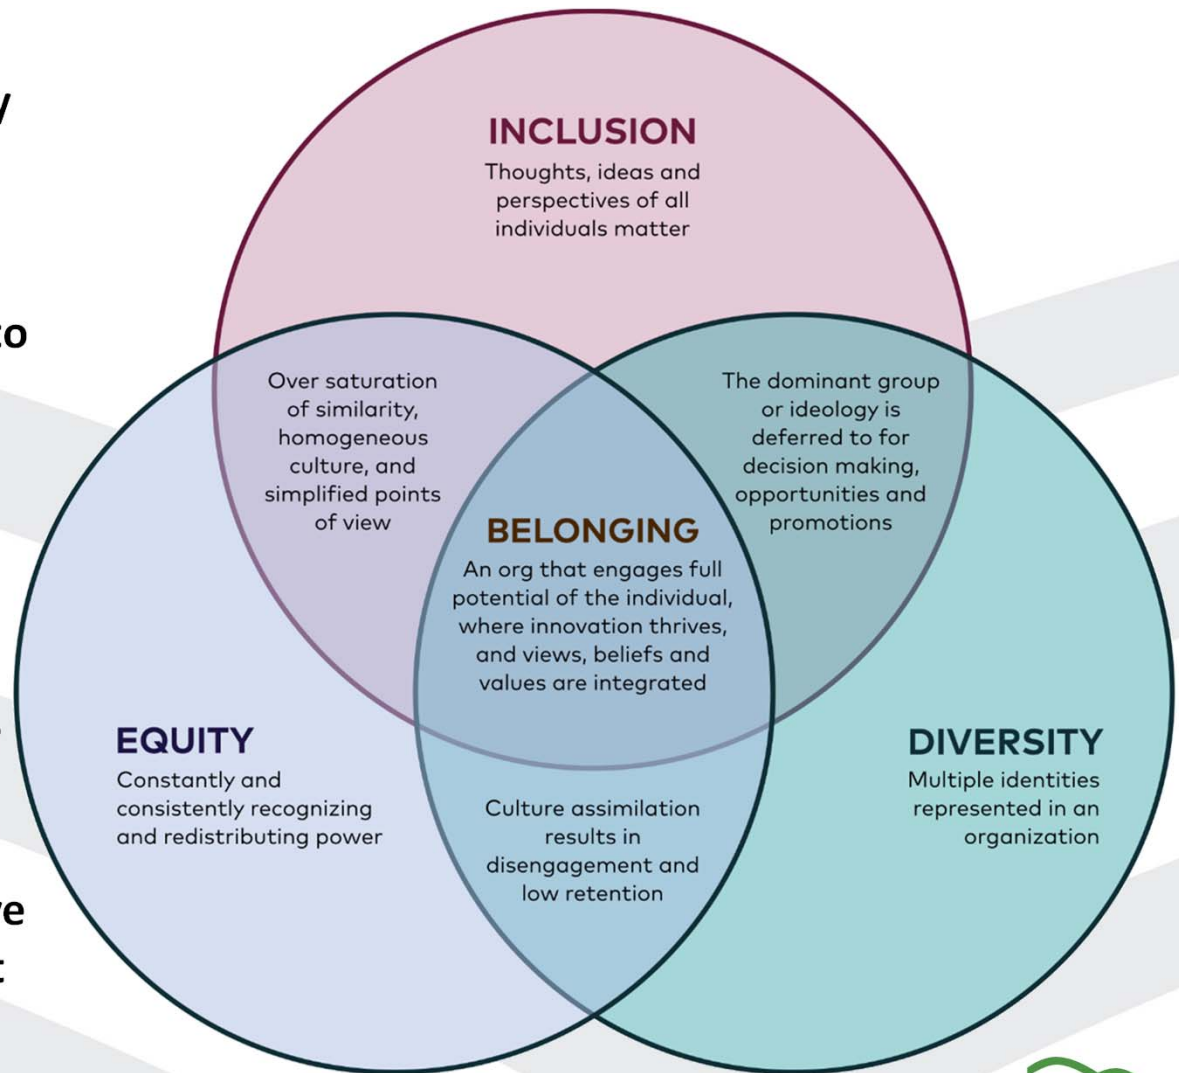 INCLUSION
Thoughts, ideas and
perspectives of all
individuals matter
to
Over saturation
of similarity,
homogeneous
culture, and
simplified points
of view
The dominant group
or ideology is
deferred to for
decision making,
opportunities and
promotions
BELONGING
An org that engages full
potential of the individual,
where innovation thrives,
and views, beliefs and
values are integrated
EQUITY
Constantly and
consistently recognizing
and redistributing power
DIVERSITY
Multiple identities
represented in an
organization
Culture assimilation
results in
disengagement and
low retention